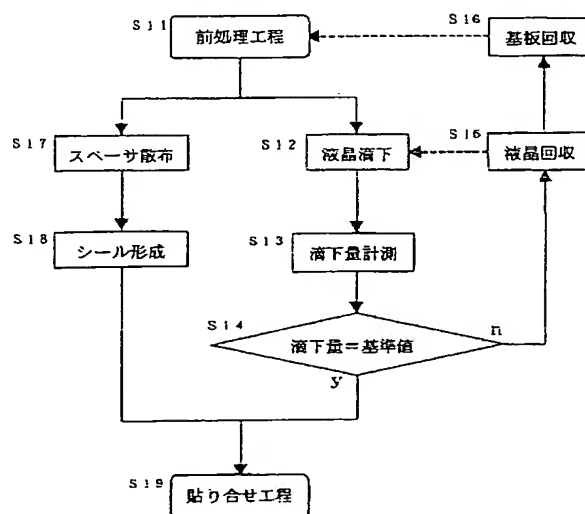 S11
前処理工程
S16
基板回収
S17
スペーサ散布
S12
液晶滴下
S15
液晶回収
S18
シール形成
S13
滴下量計測
S14
滴下量＝基準値
n
y
S19
貼り合せ工程